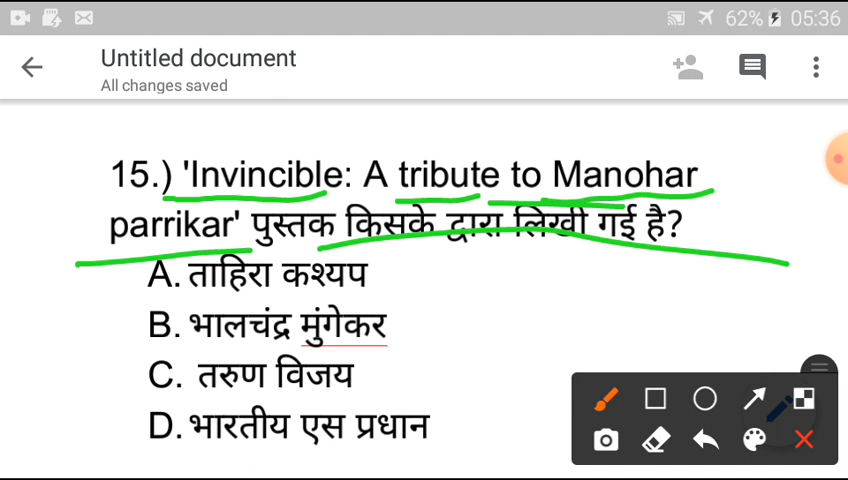 62% 05:36
Untitled document
All changes saved
15.) 'Invincible: A tribute to Manohar
parrikar' पुस्तक किसके द्वारा लिखी गई है?
A. ताहिरा कश्यप
B. भालचंद्र मुंगेकर
C. तरुण विजय
D. भारतीय एस प्रधान